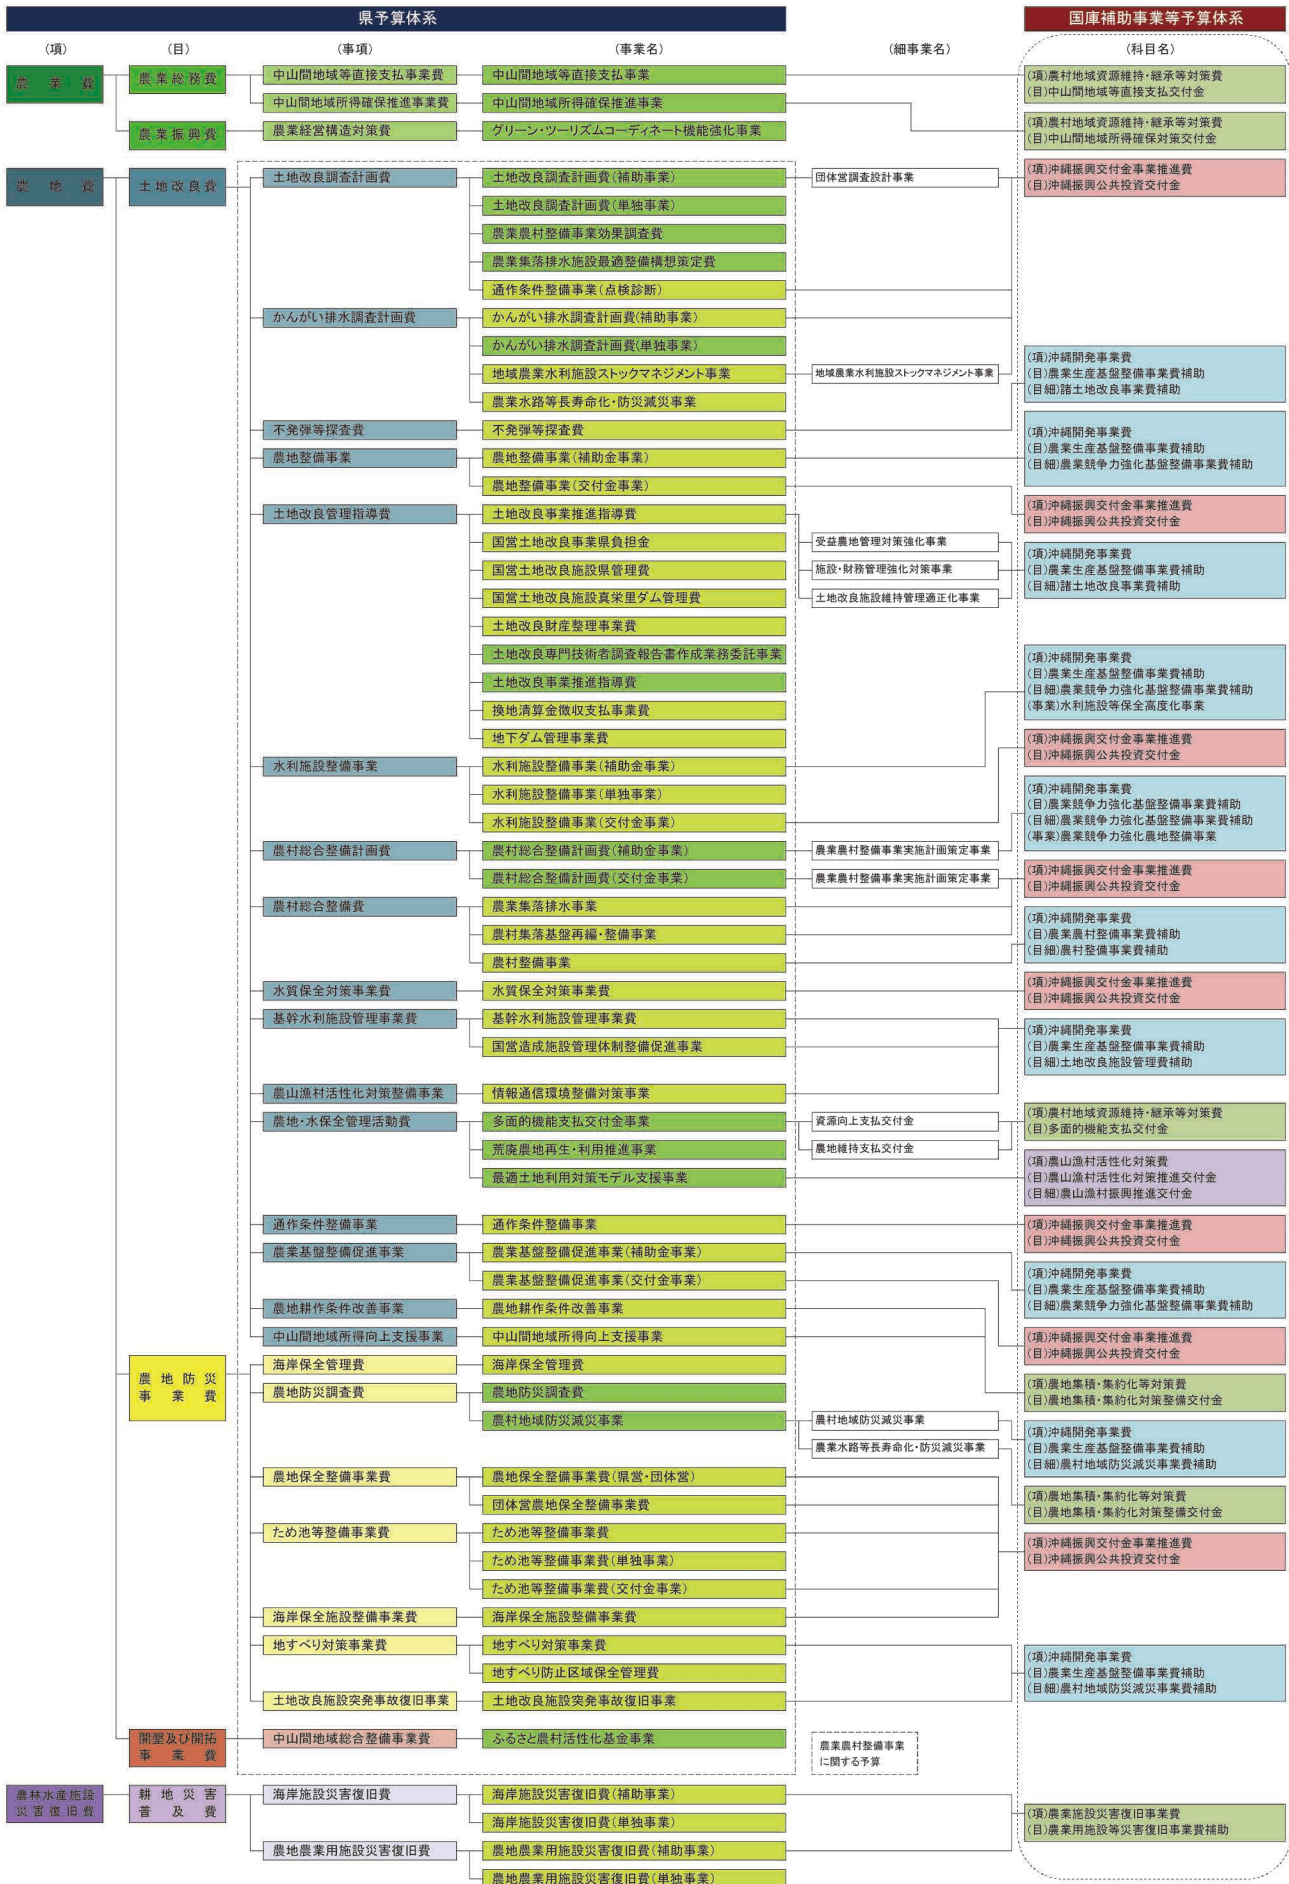 県予算体系
国庫補助事業等予算体系
(項)
(目)
(事項)
(事業名)
(細事業名)
(科目名)
農業費
農業総務費
中山間地域等直接支払事業費
中山間地域等直接支払事業
(項)農村地域資源維持・継承等対策費
(目)中山間地域等直接支払交付金
中山間地域所得確保推進事業費
中山間地域所得確保推進事業
(項)農村地域資源維持・継承等対策費
(目)中山間地域所得確保対策交付金
農業振興費
農業経営構造対策費
グリーン・ツーリズムコーディネート機能強化事業
農地費
土地改良費
土地改良調査計画費
土地改良調査計画費(補助事業)
団体営調査設計事業
(項)沖縄振興交付金事業推進費
(目)沖縄振興公共投資交付金
土地改良調査計画費(単独事業)
農業農村整備事業効果調査費
農業集落排水施設最適整備構想策定費
通作条件整備事業(点検診断)
かんがい排水調査計画費
かんがい排水調査計画費(補助事業)
かんがい排水調査計画費(単独事業)
地域農業水利施設ストックマネジメント事業
地域農業水利施設ストックマネジメント事業
(項)沖縄開発事業費
(目)農業生産基盤整備事業費補助
(目細)諸土地改良事業費補助
農業水路等長寿命化・防災減災事業
不発弾等探査費
不発弾等探査費
(項)沖縄開発事業費
(目)農業生産基盤整備事業費補助
(目細)農業競争力強化基盤整備事業費補助
農地整備事業
農地整備事業(補助金事業)
農地整備事業(交付金事業)
(項)沖縄振興交付金事業推進費
(目)沖縄振興公共投資交付金
土地改良管理指導費
土地改良事業推進指導費
国営土地改良事業県負担金
受益農地管理対策強化事業
(項)沖縄開発事業費
(目)農業生産基盤整備事業費補助
(目細)諸土地改良事業費補助
国営土地改良施設県管理費
施設・財務管理強化対策事業
国営土地改良施設真栄里ダム管理費
土地改良施設維持管理適正化事業
土地改良財産整理事業費
土地改良専門技術者調査報告書作成業務委託事業
土地改良事業推進指導費
(項)沖縄開発事業費
(目)農業生産基盤整備事業費補助
(目細)農業競争力強化基盤整備事業費補助
(事業)水利施設等保全高度化事業
換地清算金徴収支払事業費
地下ダム管理事業費
(項)沖縄振興交付金事業推進費
(目)沖縄振興公共投資交付金
水利施設整備事業
水利施設整備事業(補助金事業)
水利施設整備事業(単独事業)
(項)沖縄開発事業費
(目)農業競争力強化基盤整備事業費補助
(目細)農業競争力強化基盤整備事業費補助
(事業)農業競争力強化農地整備事業
水利施設整備事業(交付金事業)
農村総合整備計画費
農村総合整備計画費(補助金事業)
農業農村整備事業実施計画策定事業
農村総合整備計画費(交付金事業)
農業農村整備事業実施計画策定事業
(項)沖縄振興交付金事業推進費
(目)沖縄振興公共投資交付金
農村総合整備費
農業集落排水事業
農村集落基盤再編・整備事業
(項)沖縄開発事業費
(目)農業農村整備事業費補助
(目細)農村整備事業費補助
農村整備事業
水質保全対策事業費
水質保全対策事業費
(項)沖縄振興交付金事業推進費
(目)沖縄振興公共投資交付金
基幹水利施設管理事業費
基幹水利施設管理事業費
(項)沖縄開発事業費
(目)農業生産基盤整備事業費補助
(目細)土地改良施設管理費補助
国営造成施設管理体制整備促進事業
農山漁村活性化対策整備事業
情報通信環境整備対策事業
農地・水保全管理活動費
多面的機能支払交付金事業
資源向上支払交付金
(項)農村地域資源維持・継承等対策費
(目)多面的機能支払交付金
荒廃農地再生・利用推進事業
農地維持支払交付金
最適土地利用対策モデル支援事業
(項)農山漁村活性化対策費
(目)農山漁村活性化対策推進交付金
(目細)農山漁村振興推進交付金
通作条件整備事業
通作条件整備事業
(項)沖縄振興交付金事業推進費
(目)沖縄振興公共投資交付金
農業基盤整備促進事業
農業基盤整備促進事業(補助金事業)
農業基盤整備促進事業(交付金事業)
(項)沖縄開発事業費
(目)農業生産基盤整備事業費補助
(目細)農業競争力強化基盤整備事業費補助
農地耕作条件改善事業
農地耕作条件改善事業
中山間地域所得向上支援事業
中山間地域所得向上支援事業
(項)沖縄振興交付金事業推進費
(目)沖縄振興公共投資交付金
農地防災
事業費
海岸保全管理費
海岸保全管理費
農地防災調査費
農地防災調査費
(項)農地集積・集約化等対策費
(目)農地集積・集約化対策整備交付金
農村地域防災減災事業
農村地域防災減災事業
農業水路等長寿命化・防災減災事業
(項)沖縄開発事業費
(目)農業生産基盤整備事業費補助
(目細)農村地域防災減災事業費補助
農地保全整備事業費
農地保全整備事業費(県営・団体営)
団体営農地保全整備事業費
(項)農地集積・集約化等対策費
(目)農地集積・集約化対策整備交付金
ため池等整備事業費
ため池等整備事業費
ため池等整備事業費(単独事業)
(項)沖縄振興交付金事業推進費
(目)沖縄振興公共投資交付金
ため池等整備事業費(交付金事業)
海岸保全施設整備事業費
海岸保全施設整備事業費
地すべり対策事業費
地すべり対策事業費
地すべり防止区域保全管理費
(項)沖縄開発事業費
(目)農業生産基盤整備事業費補助
(目細)農村地域防災減災事業費補助
土地改良施設突発事故復旧事業
土地改良施設突発事故復旧事業
開墾及び開拓
事業費
中山間地域総合整備事業費
ふるさと農村活性化基金事業
農業農村整備事業
に関する予算
農林水産施設
災害復旧費
耕地災害
普及費
海岸施設災害復旧費
海岸施設災害復旧費(補助事業)
海岸施設災害復旧費(単独事業)
(項)農業施設災害復旧事業費
(目)農業用施設等災害復旧事業費補助
農地農業用施設災害復旧費
農地農業用施設災害復旧費(補助事業)
農地農業用施設災害復旧費(単独事業)